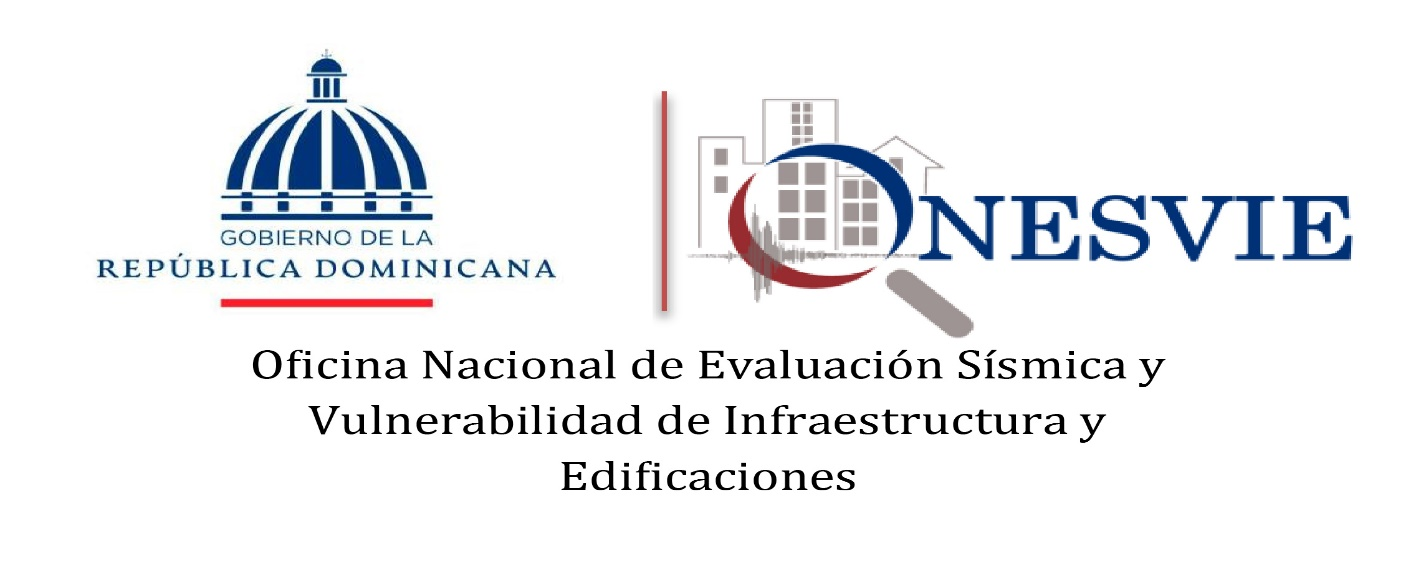 GOBIERNO DE LA
REPÚBLICA DOMINICANA
ONESVIE
Oficina Nacional de Evaluación Sísmica y
Vulnerabilidad de Infraestructura y
Edificaciones